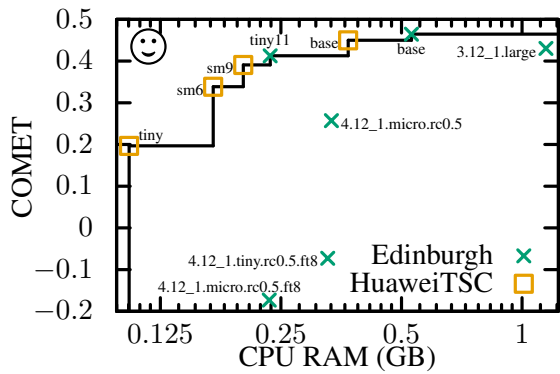 0.5
0.4
0.3
0.2
0.1
0
−0.1
−0.2
COMET
tiny11
base
base
3.12_1.large
sm9
sm6
4.12_1.micro.rc0.5
tiny
4.12_1.tiny.rc0.5.ft8
4.12_1.micro.rc0.5.ft8
Edinburgh
HuaweiTSC
0.125
0.25
0.5
1
CPU RAM (GB)